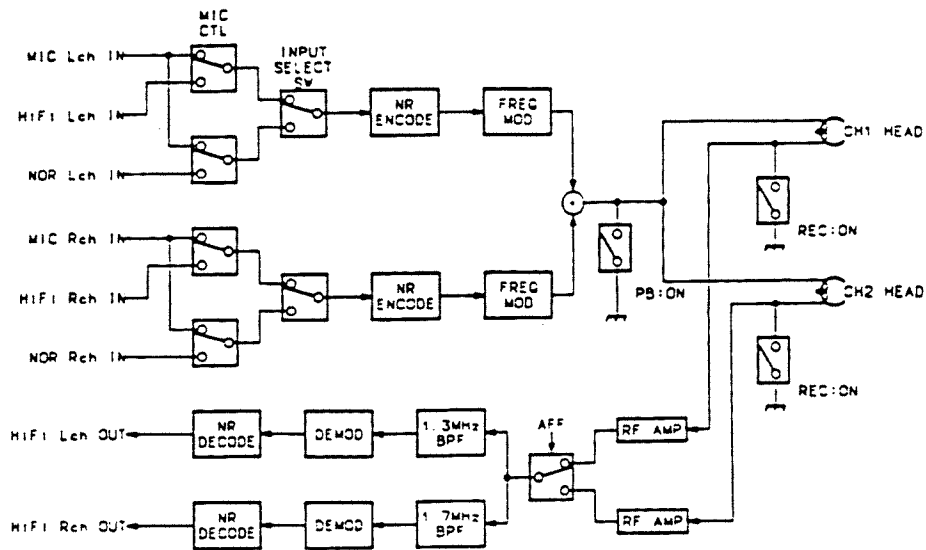 MIC
CTL
MIC Lch IN
INPUT
SELECT
SW
HiFi Lch IN
NR
ENCODE
FREQ
MOD
CH1 HEAD
NOR Lch IN
REC:ON
MIC Rch IN
HiFi Rch IN
NR
ENCODE
FREQ
MOD
PB:ON
CH2 HEAD
NOR Rch IN
REC:ON
HiFi Lch OUT
NR
DECODE
DEMOD
1.3MHz
BPF
AFF
RF AMP
HiFi Rch OUT
NR
DECODE
DEMOD
1.7MHz
BPF
RF AMP